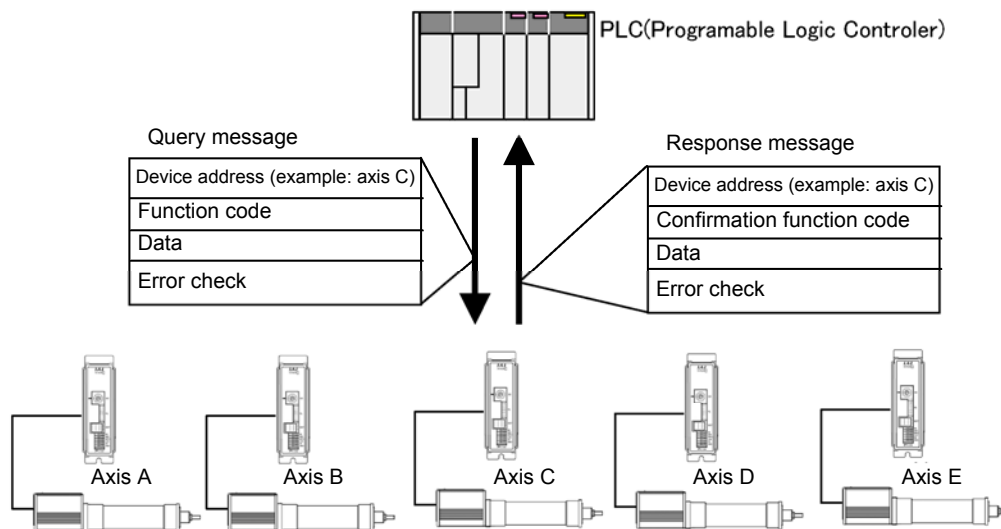 PLC(Programable Logic Controler)
Query message
Device address (example: axis C)
Function code
Data
Error check
Response message
Device address (example: axis C)
Confirmation function code
Data
Error check
Axis A
Axis B
Axis C
Axis D
Axis E